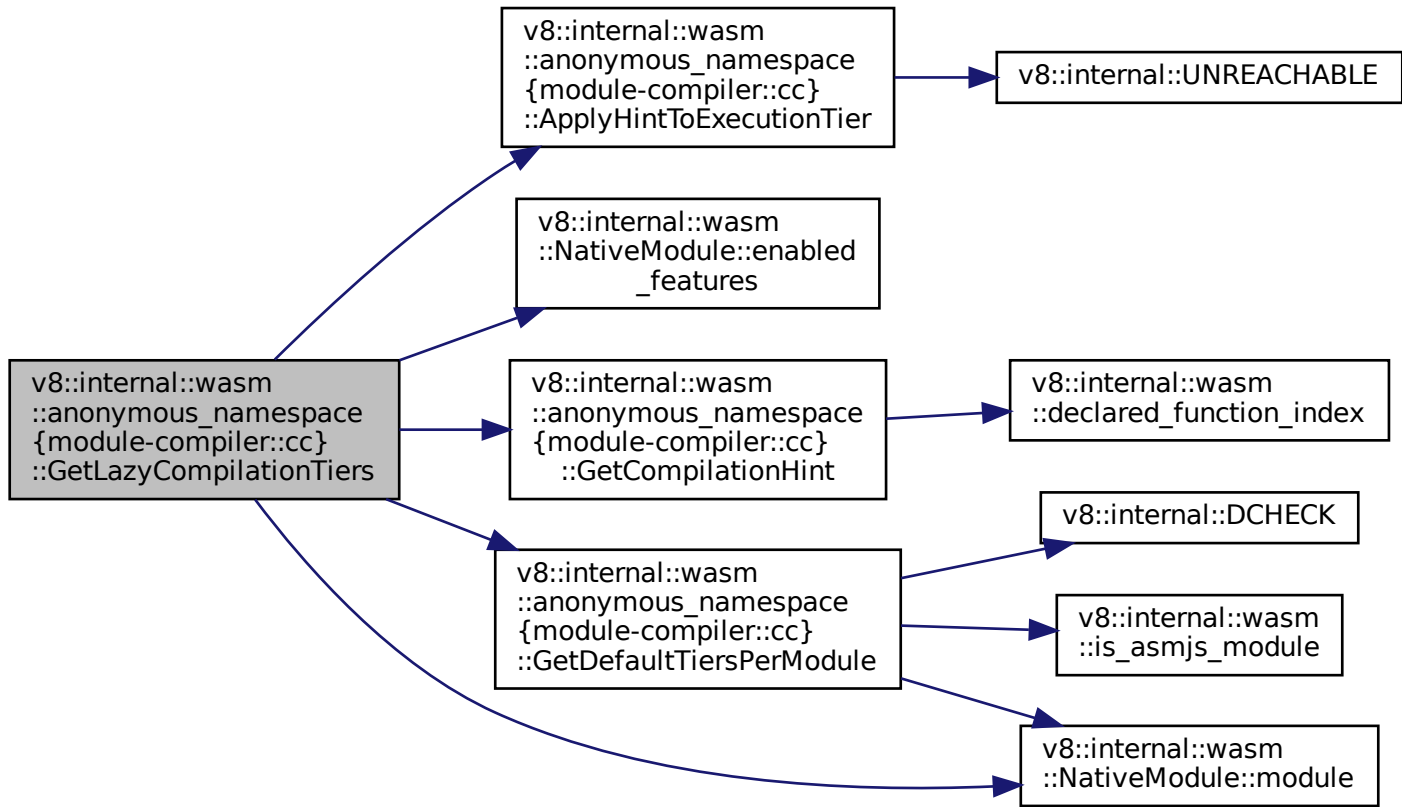 v8::internal::wasm
::anonymous_namespace
{module-compiler::cc}
::ApplyHintToExecutionTier
v8::internal::UNREACHABLE
v8::internal::wasm
::NativeModule::enabled
_features
v8::internal::wasm
::anonymous_namespace
{module-compiler::cc}
::GetLazyCompilationTiers
v8::internal::wasm
::anonymous_namespace
{module-compiler::cc}
::GetCompilationHint
v8::internal::wasm
::declared_function_index
v8::internal::wasm
::anonymous_namespace
{module-compiler::cc}
::GetDefaultTiersPerModule
v8::internal::DCHECK
v8::internal::wasm
::is_asmjs_module
v8::internal::wasm
::NativeModule::module